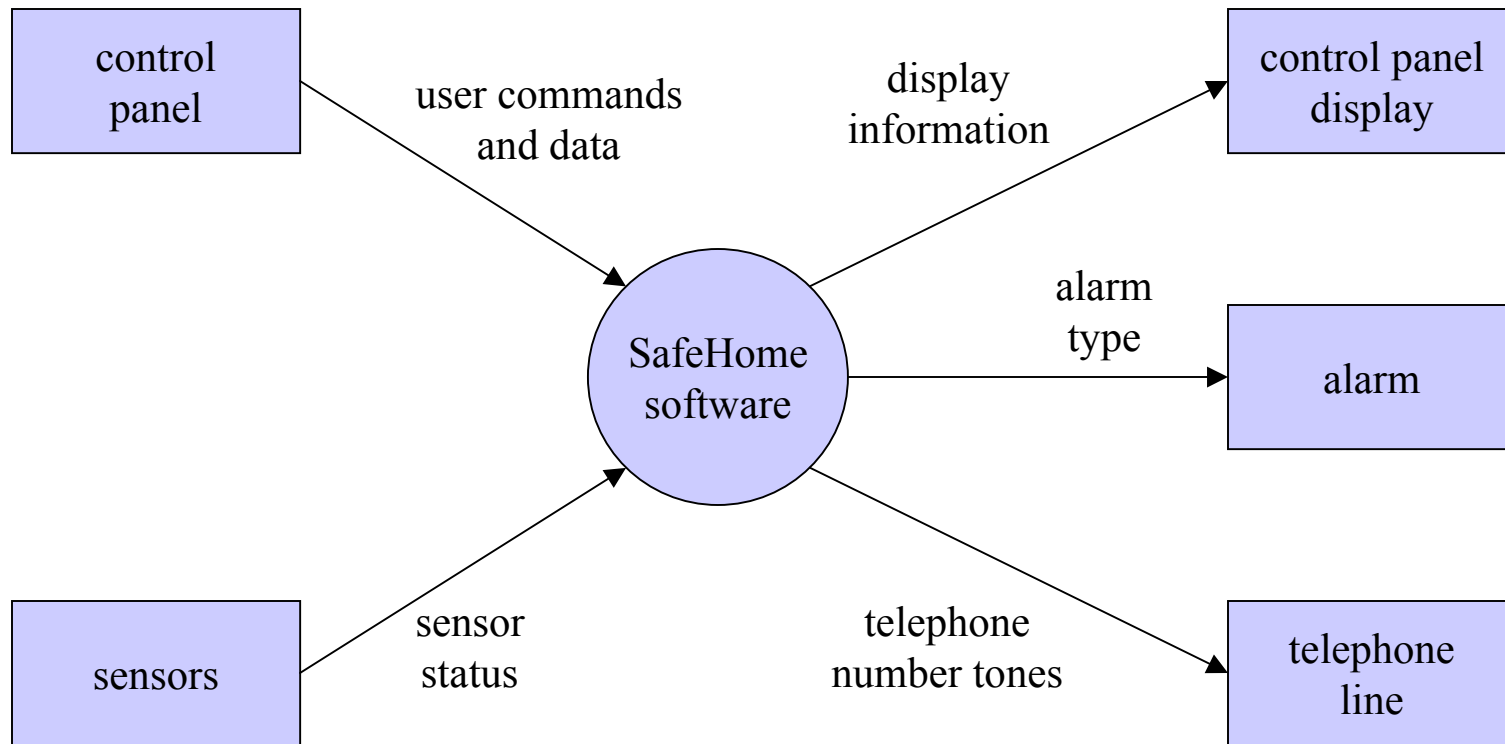 control
panel
user commands
and data
display
information
control panel
display
SafeHome
software
alarm
type
alarm
sensors
sensor
status
telephone
number tones
telephone
line